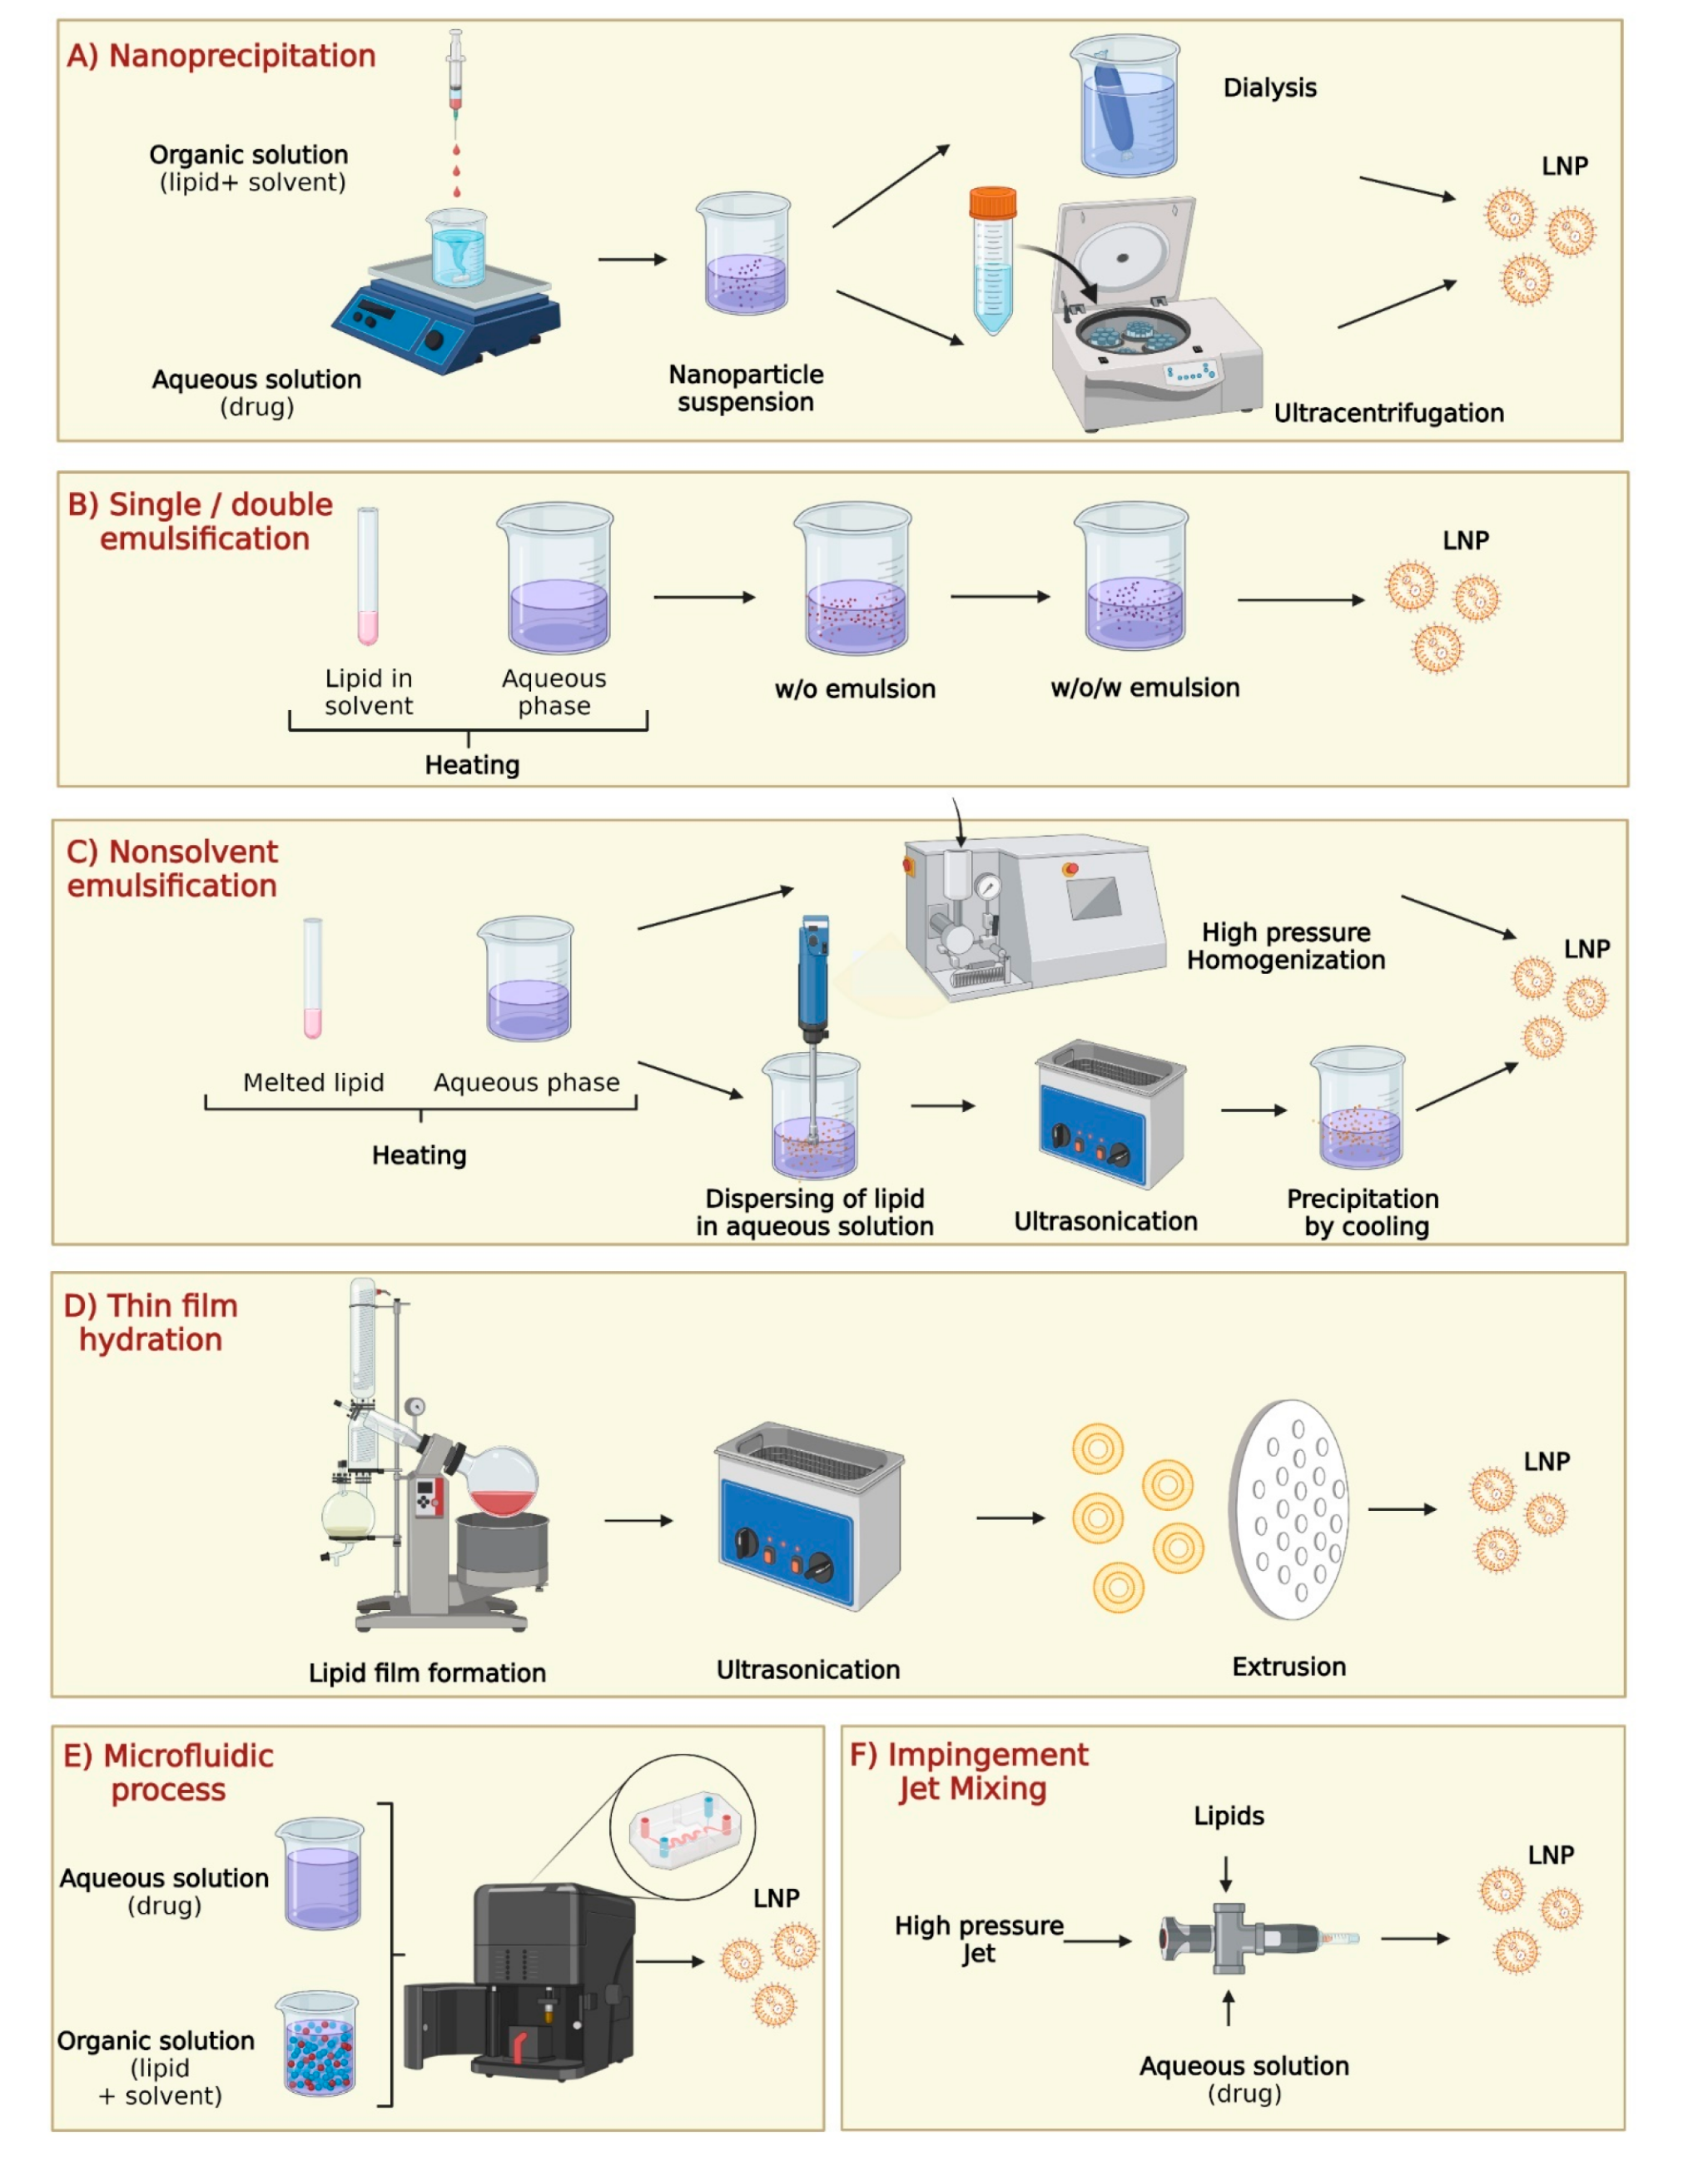 A) Nanoprecipitation
Organic solution
(lipid+ solvent)
Aqueous solution
(drug)
Nanoparticle
suspension
Dialysis
Ultracentrifugation
LNP
B) Single / double
emulsification
Lipid in
solvent
Aqueous
phase
Heating
w/o emulsion
w/o/w emulsion
LNP
C) Nonsolvent
emulsification
Melted lipid
Aqueous phase
Heating
High pressure
Homogenization
Dispersing of lipid
in aqueous solution
Ultrasonication
Precipitation
by cooling
LNP
D) Thin film
hydration
Lipid film formation
Ultrasonication
Extrusion
LNP
E) Microfluidic
process
Aqueous solution
(drug)
Organic solution
(lipid
+ solvent)
LNP
F) Impingement
Jet Mixing
Lipids
High pressure
Jet
Aqueous solution
(drug)
LNP